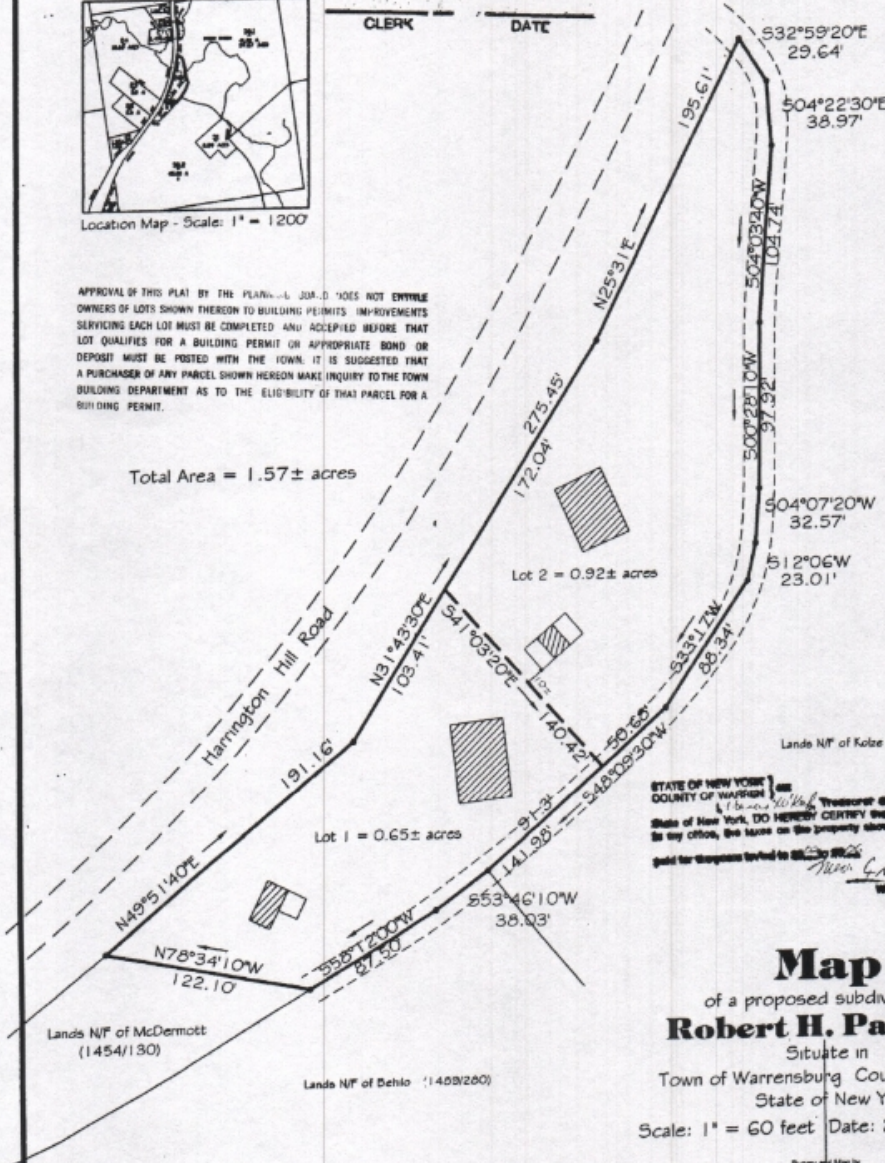 CLERK
DATE
Location Map - Scale: 1" = 1200'
APPROVAL OF THIS PLAT BY THE DOES NOT ENTITLE
OWNERS OF LOTS SHOWN THEREON TO BUILDING PERMITS IMPROVEMENTS
SERVICING EACH LOT MUST BE COMPLETED AND ACCEPTED BEFORE THAT
LOT QUALIFIES FOR A BUILDING PERMIT OR APPROPRIATE BOND OR
DEPOSIT MUST BE POSTED WITH THE TOWN. IT IS SUGGESTED THAT
A PURCHASER OF ANY PARCEL SHOWN HEREON MAKE INQUIRY TO THE TOWN
BUILDING DEPARTMENT AS TO THE ELIGIBILITY OF THAT PARCEL FOR A
BUILDING PERMIT.
Total Area = 1.57± acres
S32°59'20"E
29.64'
S04°22'30"E
38.97'
195.61'
N25°31'E
S04°03'40"W
104.74'
S00°28'10"W
97.92'
275.45'
172.04'
S04°07'20"W
32.57'
S12°06'W
23.01'
Lot 2 = 0.92± acres
S33°17'W
88.34'
N31°43'30"E
103.41'
S41°03'20"E
140.42'
Harrington Hill Road
191.16'
50.68'
S48°09'30"W
91.3'
141.98'
Lands N/F of Kolze
STATE OF NEW YORK
COUNTY OF WARREN
Treasurer
State of New York, DO HEREBY CERTIFY
Lot 1 = 0.65± acres
S53°46'10"W
38.03'
N49°51'40"E
S58°12'00"W
87.50'
N78°34'10"W
122.10'
Lands N/F of McDermott
(1454/130)
Lands N/F of Behlo (1489/280)
Map
of a proposed subdiv
Robert H. Pa
Situate in
Town of Warrensburg Cou
State of New Y
Scale: 1" = 60 feet Date: